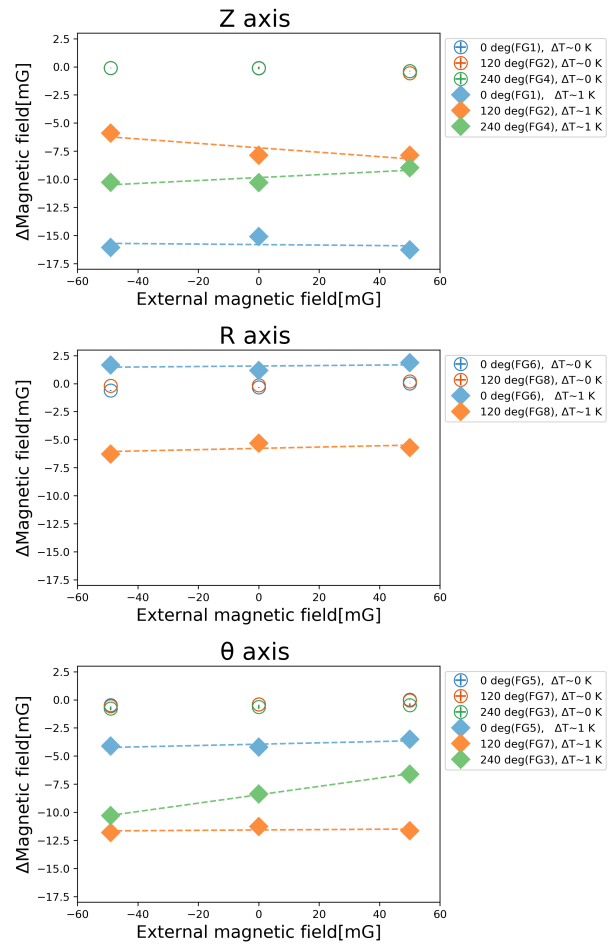 Z axis
2.5
0.0
−2.5
−5.0
−7.5
−10.0
−12.5
−15.0
−17.5
ΔMagnetic field[mG]
−60
−40
−20
0
20
40
60
External magnetic field[mG]
0 deg(FG1), ΔT~0 K
120 deg(FG2), ΔT~0 K
240 deg(FG4), ΔT~0 K
0 deg(FG1), ΔT~1 K
120 deg(FG2), ΔT~1 K
240 deg(FG4), ΔT~1 K
R axis
2.5
0.0
−2.5
−5.0
−7.5
−10.0
−12.5
−15.0
−17.5
ΔMagnetic field[mG]
−60
−40
−20
0
20
40
60
External magnetic field[mG]
0 deg(FG6), ΔT~0 K
120 deg(FG8), ΔT~0 K
0 deg(FG6), ΔT~1 K
120 deg(FG8), ΔT~1 K
θ axis
2.5
0.0
−2.5
−5.0
−7.5
−10.0
−12.5
−15.0
−17.5
ΔMagnetic field[mG]
−60
−40
−20
0
20
40
60
External magnetic field[mG]
0 deg(FG5), ΔT~0 K
120 deg(FG7), ΔT~0 K
240 deg(FG3), ΔT~0 K
0 deg(FG5), ΔT~1 K
120 deg(FG7), ΔT~1 K
240 deg(FG3), ΔT~1 K